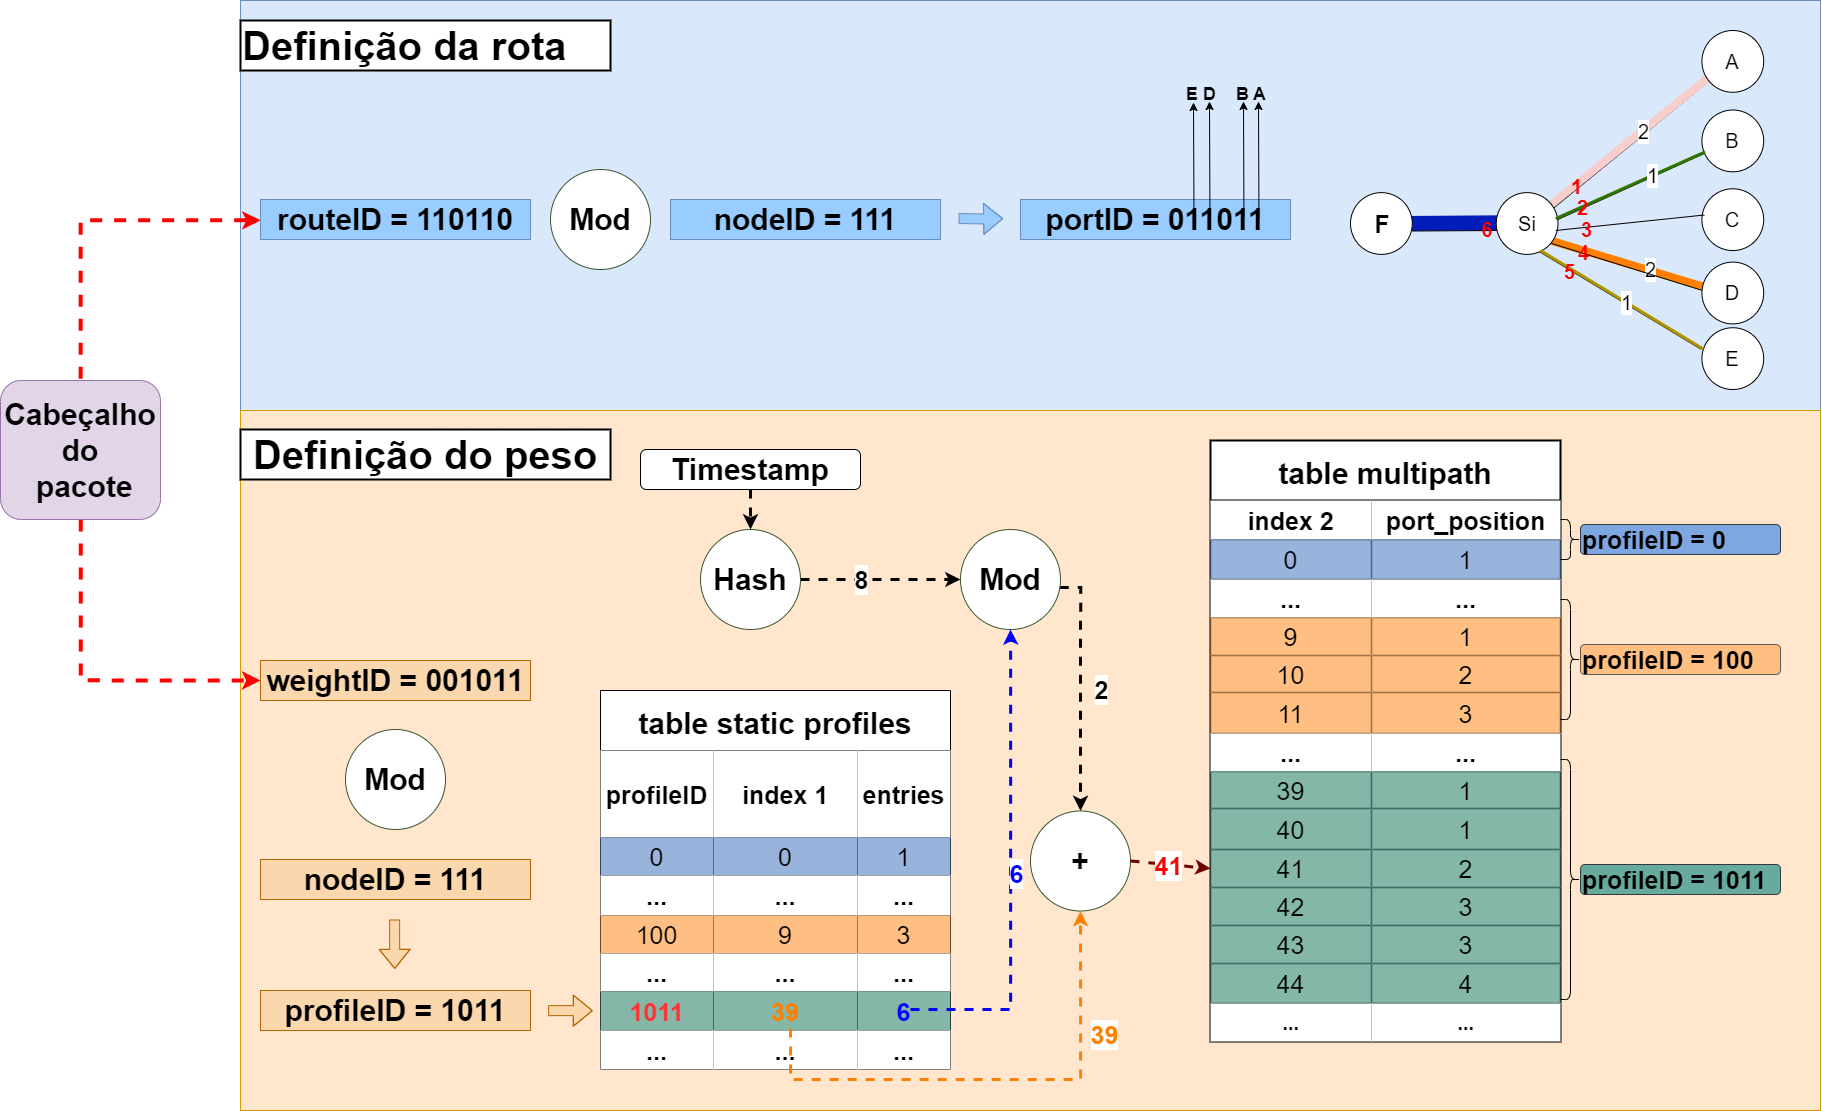 Definição da rota
E D B A
routeID = 110110
Mod
nodeID = 111
portID = 011011
F
6
Si
1
2
3
4
5
2
1
2
1
A
B
C
D
E
Cabeçalho
do
pacote
Definição do peso
Timestamp
Hash
8
Mod
2
weightID = 001011
Mod
nodeID = 111
profileID = 1011
table static profiles
profileID index 1 entries
0 0 1
... ... ...
100 9 3
... ... ...
1011 39 6
... ... ...
6
39
+
41
table multipath
index 2 port_position
0 1
... ...
9 1
10 2
11 3
... ...
39 1
40 1
41 2
42 3
43 3
44 4
... ...
profileID = 0
profileID = 100
profileID = 1011